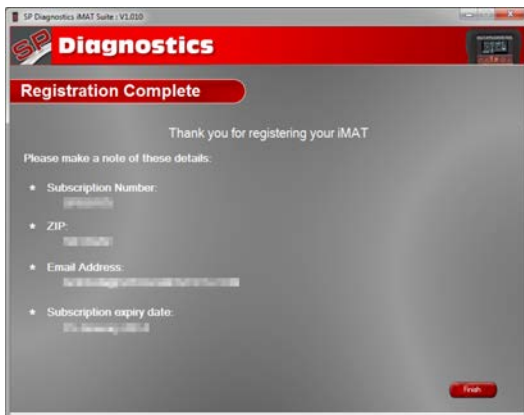 SP Diagnostics iMAT Suite : V1.010
SP Diagnostics
Registration Complete
Thank you for registering your iMAT
Please make a note of these details:
★ Subscription Number:
★ ZIP:
★ Email Address:
★ Subscription expiry date:
Finish